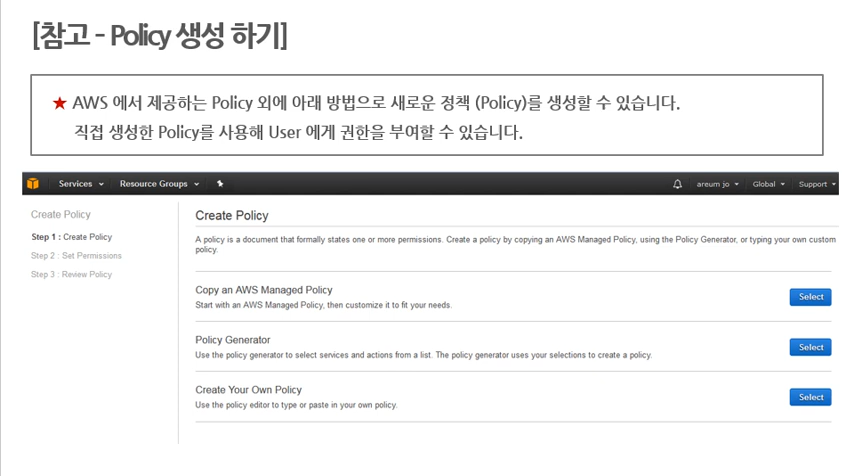 [참고 – Policy 생성 하기]
★ AWS 에서 제공하는 Policy 외에 아래 방법으로 새로운 정책 (Policy)를 생성할 수 있습니다.
직접 생성한 Policy를 사용해 User 에게 권한을 부여할 수 있습니다.
Services Resource Groups areum jo Global Support
Create Policy
Step 1 : Create Policy
Step 2 : Set Permissions
Step 3 : Review Policy
Create Policy
A policy is a document that formally states one or more permissions. Create a policy by copying an AWS Managed Policy, using the Policy Generator, or typing your own custom
policy.
Copy an AWS Managed Policy
Start with an AWS Managed Policy, then customize it to fit your needs.
Select
Policy Generator
Use the policy generator to select services and actions from a list. The policy generator uses your selections to create a policy.
Select
Create Your Own Policy
Use the policy editor to type or paste in your own policy.
Select